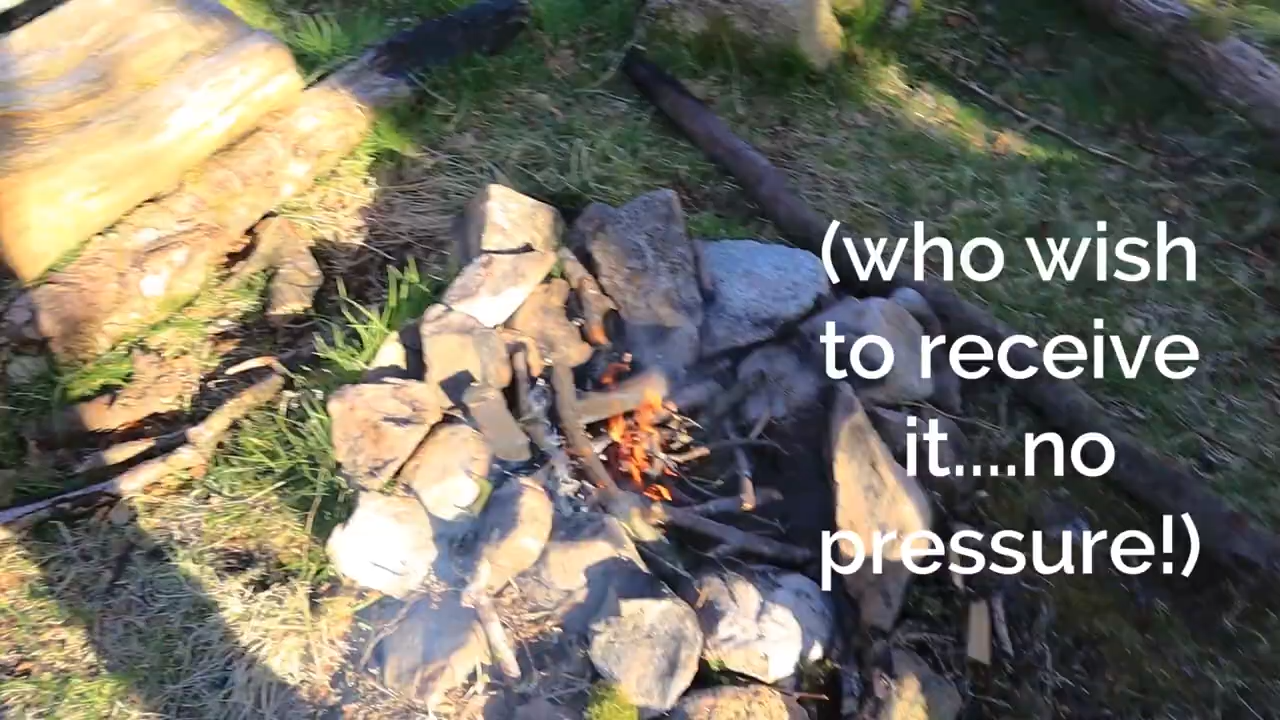 (who wish
to receive
it....no
pressure!)